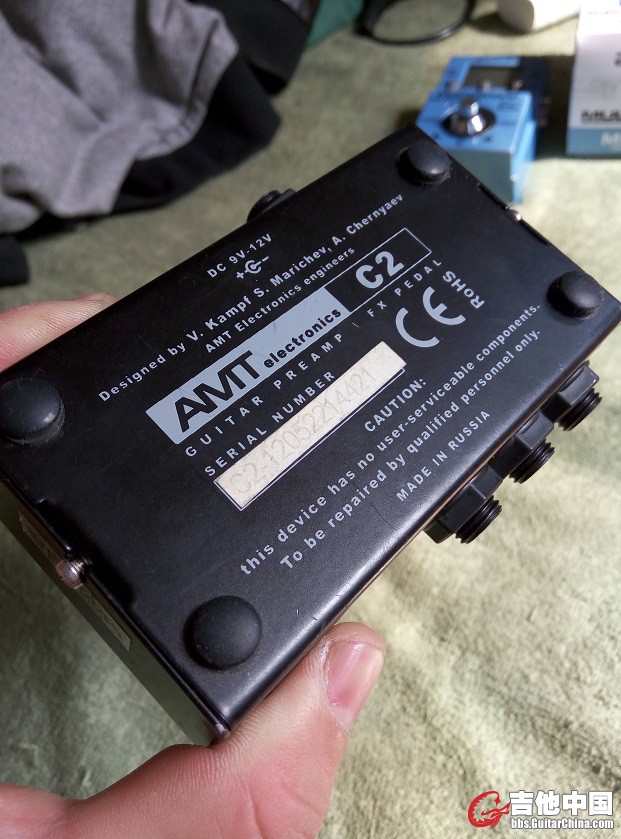 DC 9V-12V
+ -
Designed by V. Kampf S. Marichev, A. Chernyaev
AMT Electronics engineers
AMT electronics C2
GUITAR PREAMP \ FX PEDAL
SERIAL NUMBER
CE ROHS
CAUTION:
this device has no user-serviceable components.
To be repaired by qualified personnel only.
MADE IN RUSSIA
吉他中国
bbs.GuitarChina.com